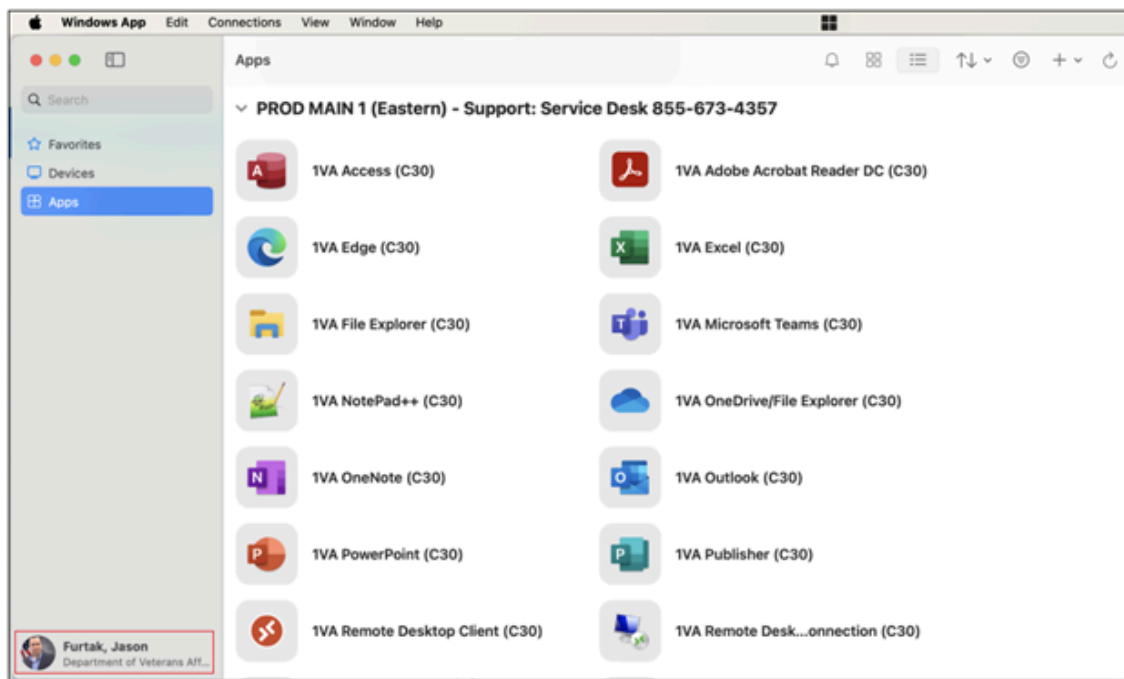 Windows App Edit Connections View Window Help
Apps
Search
Favorites
Devices
Apps
PROD MAIN 1 (Eastern) - Support: Service Desk 855-673-4357
1VA Access (C30)
1VA Adobe Acrobat Reader DC (C30)
1VA Edge (C30)
1VA Excel (C30)
1VA File Explorer (C30)
1VA Microsoft Teams (C30)
1VA NotePad++ (C30)
1VA OneDrive/File Explorer (C30)
1VA OneNote (C30)
1VA Outlook (C30)
1VA PowerPoint (C30)
1VA Publisher (C30)
1VA Remote Desktop Client (C30)
1VA Remote Desk...onnection (C30)
Furtak, Jason
Department of Veterans Aff...